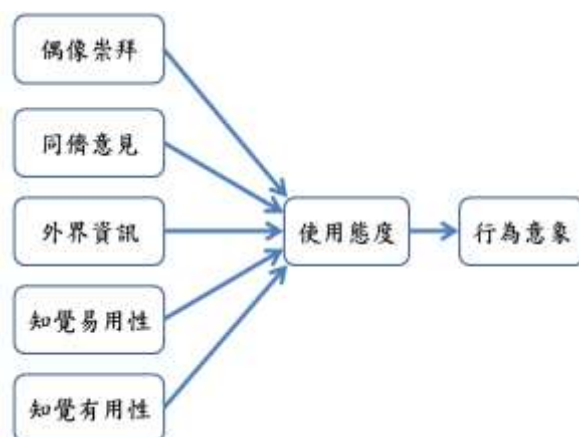 偶像崇拜
同儕意見
外界資訊
使用態度
行為意象
知覺易用性
知覺有用性